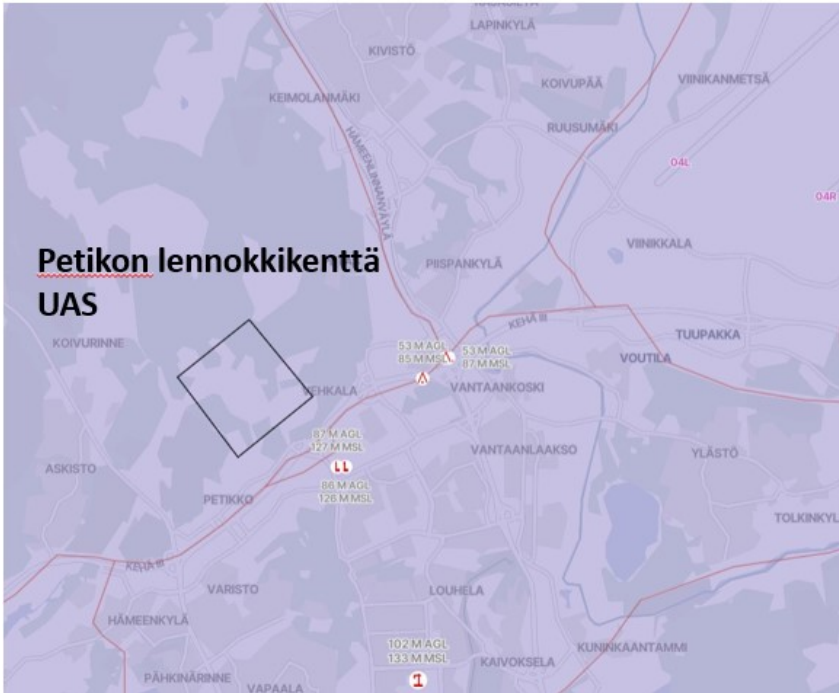 LAPINKYLÄ
KIVISTÖ
KOIVUPÄÄ
VIINIKANMETSÄ
KEIMOLANMÄKI
RUUSUMÄKI
HÄMEENLINNANVÄYLÄ
04L
04R
VIINIKKALA
Petikon lennokkikenttä
UAS
PIISPANKYLÄ
KEHÄ III
KOIVURINNE
TUUPAKKA
53 M AGL
85 M MSL
53 M AGL
87 M MSL
VOUTILA
VEHKALA
VANTAANKOSKI
87 M AGL
127 M MSL
VANTAANLAAKSO
YLÄSTÖ
ASKISTO
86 M AGL
126 M MSL
PETIKKO
TOLKINKYL
KEHÄ III
VARISTO
LOUHELA
HÄMEENKYLÄ
102 M AGL
133 M MSL
KUNINKAANTAMMI
KAIVOKSELA
PÄHKINÄRINNE
VAPAALA